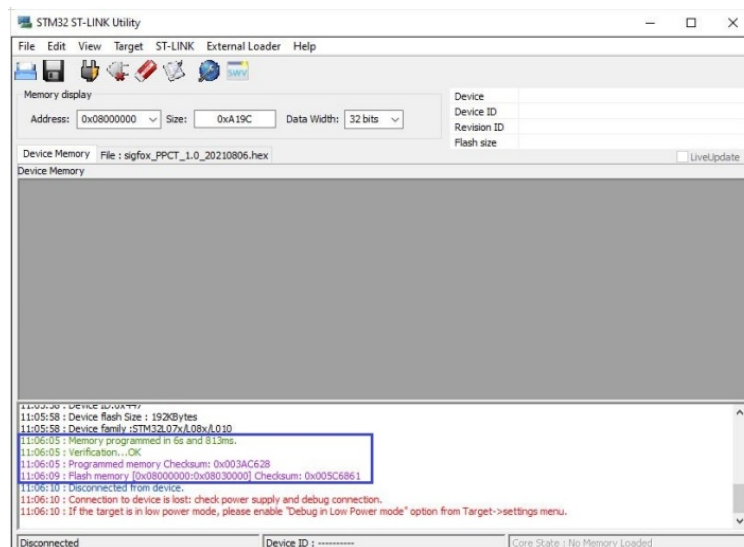 STM32 ST-LINK Utility
File Edit View Target ST-LINK External Loader Help
SWV
Memory display
Address: 0x08000000 Size: 0xA19C Data Width: 32 bits
Device
Device ID
Revision ID
Flash size
LiveUpdate
Device Memory File : sigfox_PPCT_1.0_20210806.hex
Device Memory
11:05:58 : Device ID:0x447
11:05:58 : Device flash Size : 192KBytes
11:05:58 : Device family :STM32L07x/L08x/L010
11:06:05 : Memory programmed in 6s and 813ms.
11:06:05 : Verification...OK
11:06:05 : Programmed memory Checksum: 0x003AC628
11:06:09 : Flash memory [0x08000000:0x08030000] Checksum: 0x005C6861
11:06:10 : Disconnected from device.
11:06:10 : Connection to device is lost: check power supply and debug connection.
11:06:10 : If the target is in low power mode, please enable "Debug in Low Power mode" option from Target->settings menu.
Disconnected Device ID : ---------- Core State : No Memory Loaded